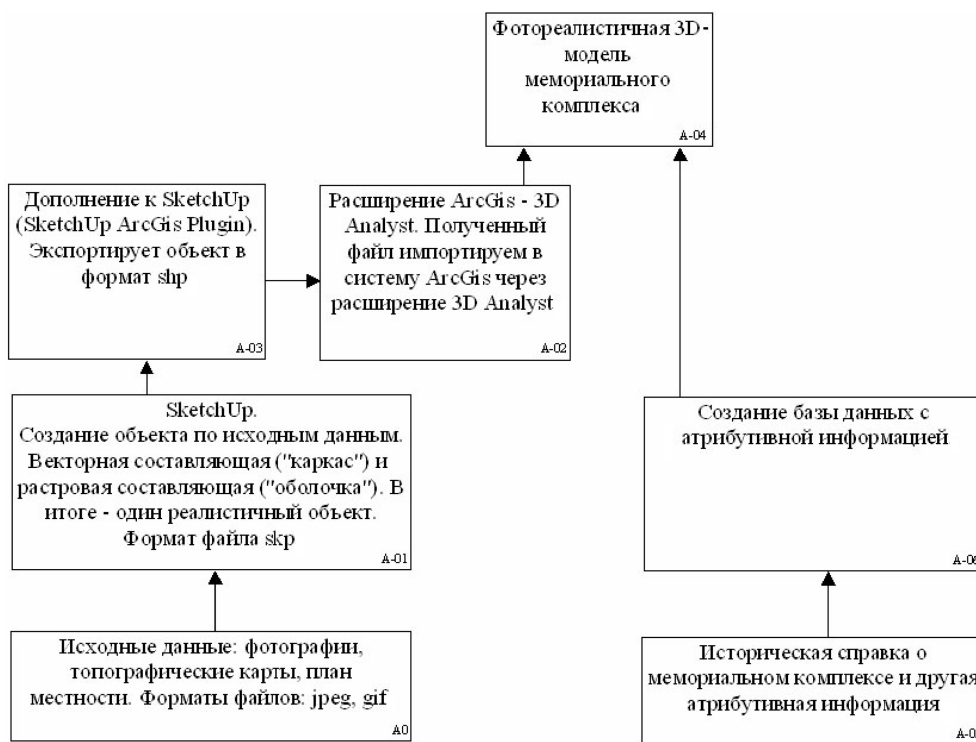 Фотореалистичная 3D-
модель
мемориального
комплекса
А-04
Дополнение к SketchUp
(SketchUp ArcGis Plugin).
Экспортирует объект в
формат shp
А-03
Расширение ArcGis - 3D
Analyst. Полученный
файл импортируем в
систему ArcGis через
расширение 3D Analyst
А-02
SketchUp.
Создание объекта по исходным данным.
Векторная составляющая ("каркас") и
растровая составляющая ("оболочка"). В
итоге - один реалистичный объект.
Формат файла skp
А-01
Создание базы данных с
атрибутивной информацией
Исходные данные: фотографии,
топографические карты, план
местности. Форматы файлов: jpeg, gif
А0
Историческая справка о
мемориальном комплексе и другая
атрибутивная информация